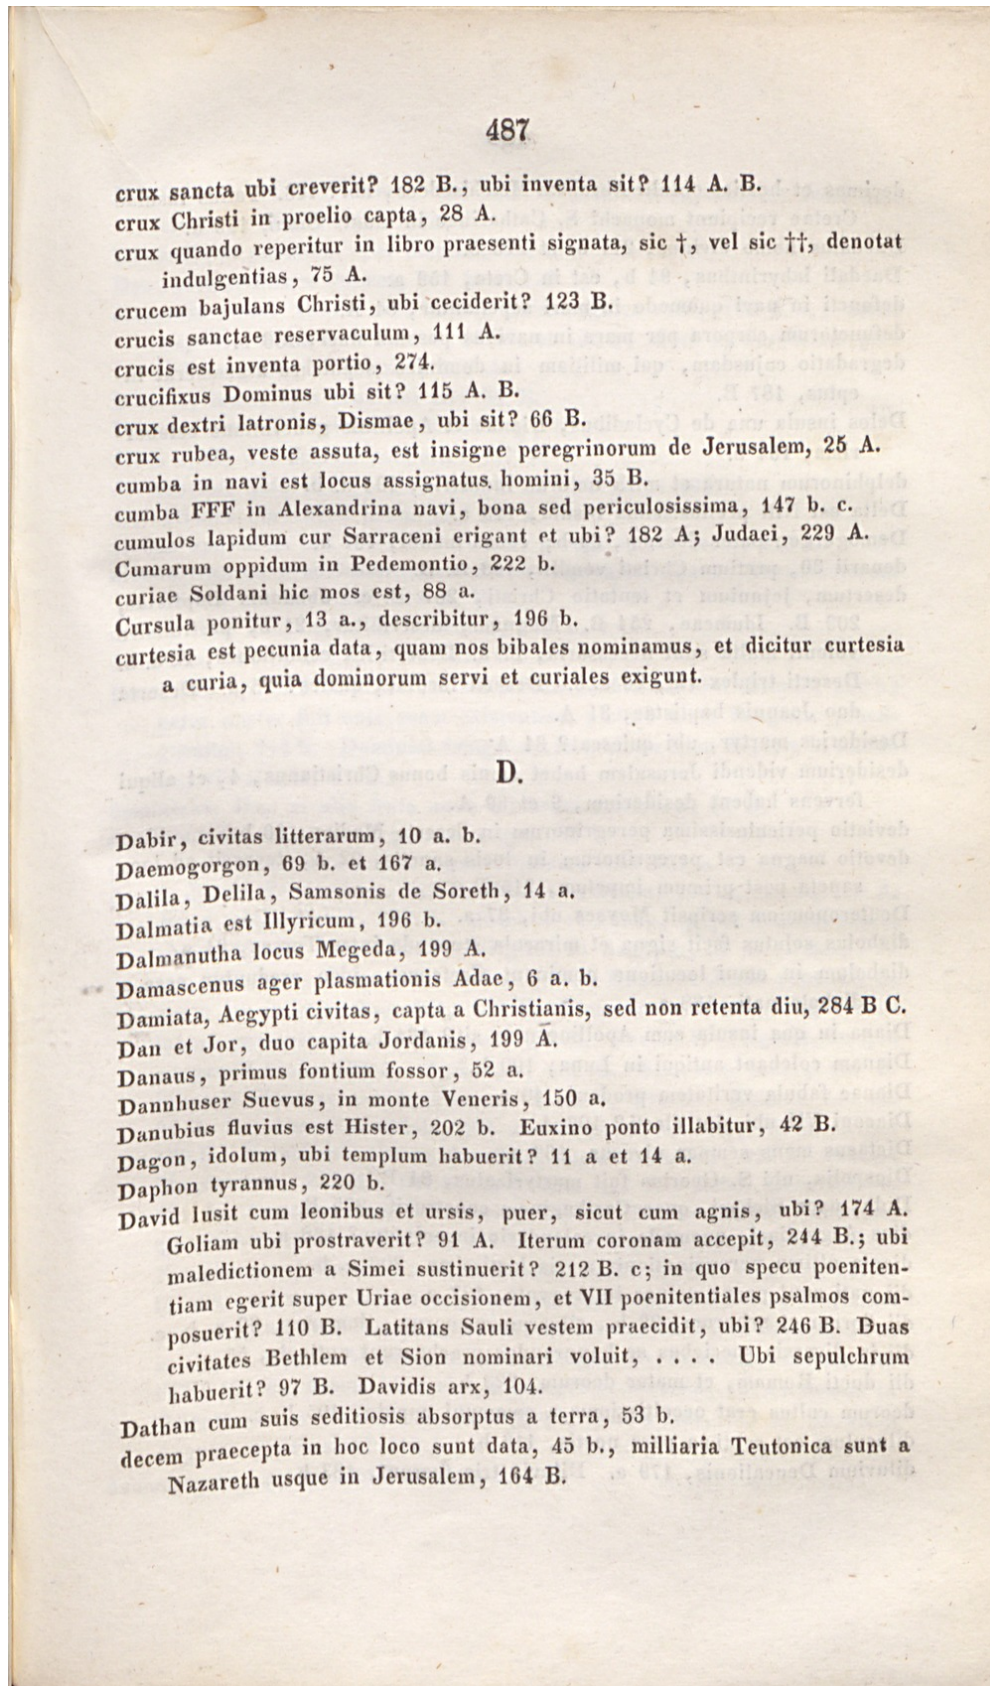 487
crux sancta ubi creverit? 182 B., ubi inventa sit? 114 A. B.
crux Christi in proelio capta, 28 A.
crux quando reperitur in libro praesenti signata, sic †, vel sic ††, denotat
indulgentias, 75 A.
crucem bajulans Christi, ubi ceciderit? 123 B.
crucis sanctae reservaculum, 111 A.
crucis est inventa portio, 274.
crucifixus Dominus ubi sit? 115 A. B.
crux dextri latronis, Dismae, ubi sit? 66 B.
crux rubea, veste assuta, est insigne peregrinorum de Jerusalem, 25 A.
cumba in navi est locus assignatus homini, 35 B.
cumba FFF in Alexandrina navi, bona sed periculosissima, 147 b. c.
cumulos lapidum cur Sarraceni erigant et ubi? 182 A; Judaei, 229 A.
Cumarum oppidum in Pedemontio, 222 b.
curiae Soldani hic mos est, 88 a.
Cursula ponitur, 13 a., describitur, 196 b.
curtesia est pecunia data, quam nos bibales nominamus, et dicitur curtesia
a curia, quia dominorum servi et curiales exigunt.
D.
Dabir, civitas litterarum, 10 a. b.
Daemogorgon, 69 b. et 167 a.
Dalila, Delila, Samsonis de Soreth, 14 a.
Dalmatia est Illyricum, 196 b.
Dalmanutha locus Megeda, 199 A.
Damascenus ager plasmationis Adae, 6 a. b.
Damiata, Aegypti civitas, capta a Christianis, sed non retenta diu, 284 B C.
Dan et Jor, duo capita Jordanis, 199 A.
Danaus, primus fontium fossor, 52 a.
Dannhuser Suevus, in monte Veneris, 150 a.
Danubius fluvius est Hister, 202 b. Euxino ponto illabitur, 42 B.
Dagon, idolum, ubi templum habuerit? 11 a et 14 a.
Daphon tyrannus, 220 b.
David lusit cum leonibus et ursis, puer, sicut cum agnis, ubi? 174 A.
Goliam ubi prostraverit? 91 A. Iterum coronam accepit, 244 B.; ubi
maledictionem a Simei sustinuerit? 212 B. c; in quo specu poeniten-
tiam egerit super Uriae occisionem, et VII poenitentiales psalmos com-
posuerit? 110 B. Latitans Sauli vestem praecidit, ubi? 246 B. Duas
civitates Bethlem et Sion nominari voluit, . . . . Ubi sepulchrum
habuerit? 97 B. Davidis arx, 104.
Dathan cum suis seditiosis absorptus a terra, 53 b.
decem praecepta in hoc loco sunt data, 45 b., milliaria Teutonica sunt a
Nazareth usque in Jerusalem, 164 B.